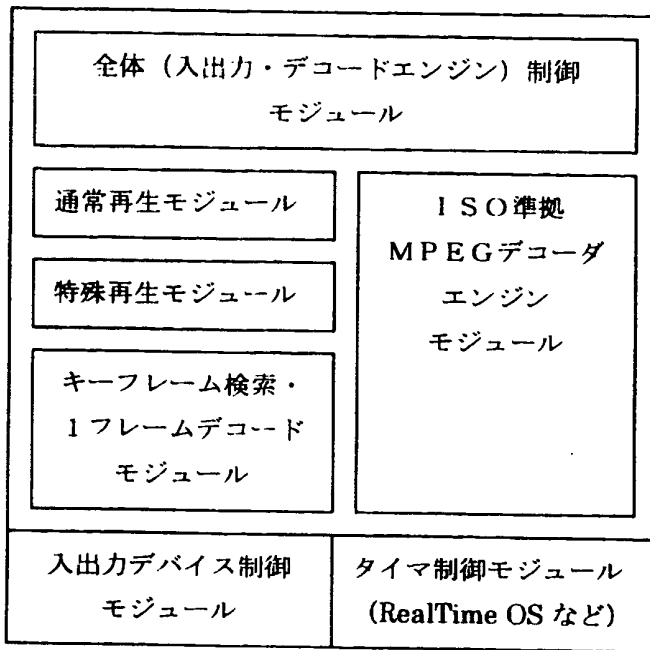 全体（入出力・デコードエンジン）制御
モジュール
通常再生モジュール
特殊再生モジュール
キーフレーム検索・
1フレームデコード
モジュール
ＩＳＯ準拠
ＭＰＥＧデコーダ
エンジン
モジュール
入出力デバイス制御
モジュール
タイマ制御モジュール
(RealTime OS など)